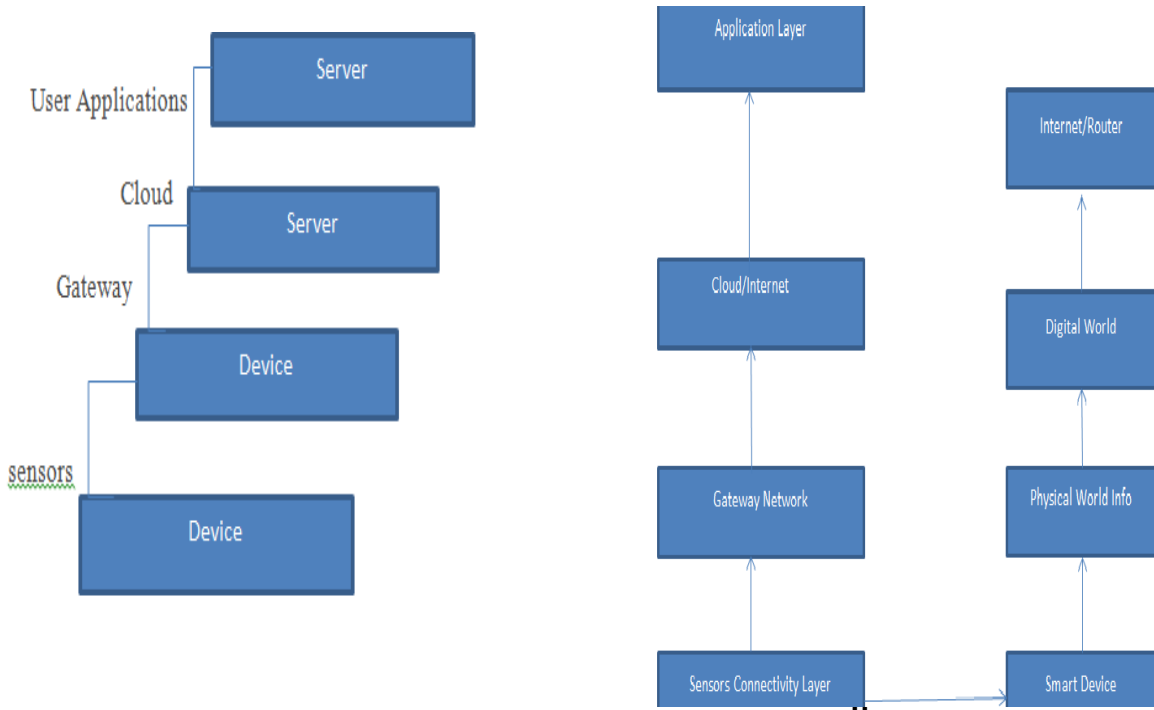 Server
User Applications
Cloud
Server
Gateway
Device
sensors
Device
Application Layer
Internet/Router
Cloud/Internet
Digital World
Gateway Network
Physical World Info
Sensors Connectivity Layer
Smart Device